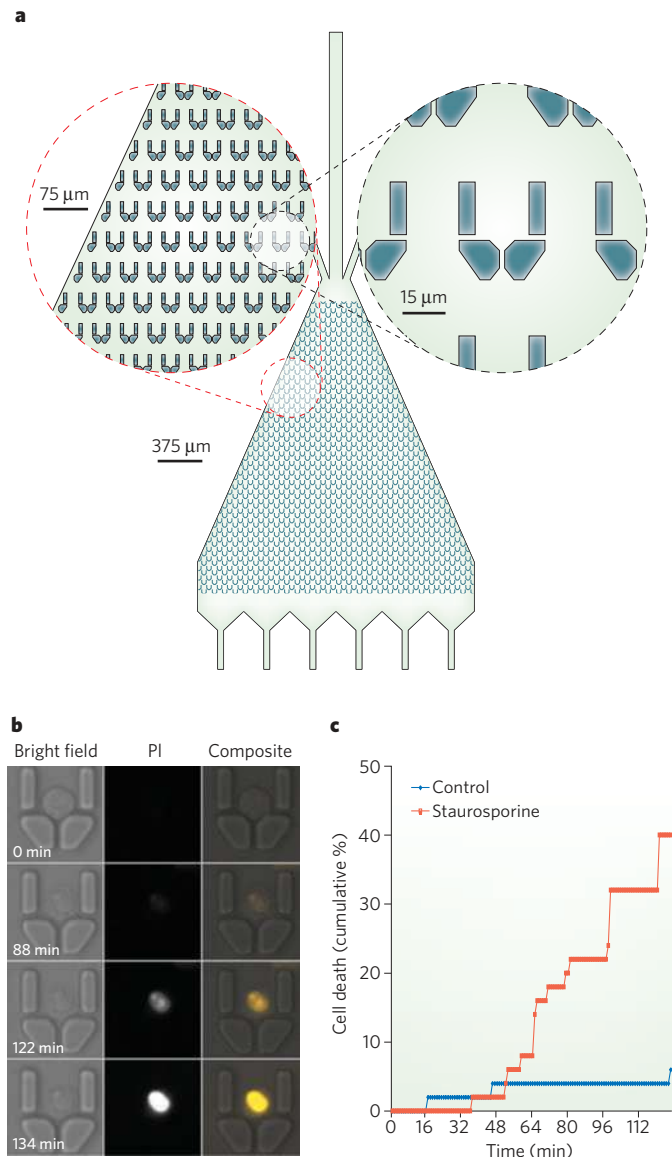 a
75 μm
15 μm
375 μm
b
Bright field PI Composite
0 min
88 min
122 min
134 min
c
Control
Staurosporine
Cell death (cumulative %)
50
40
30
20
10
0
0 16 32 48 64 80 96 112
Time (min)